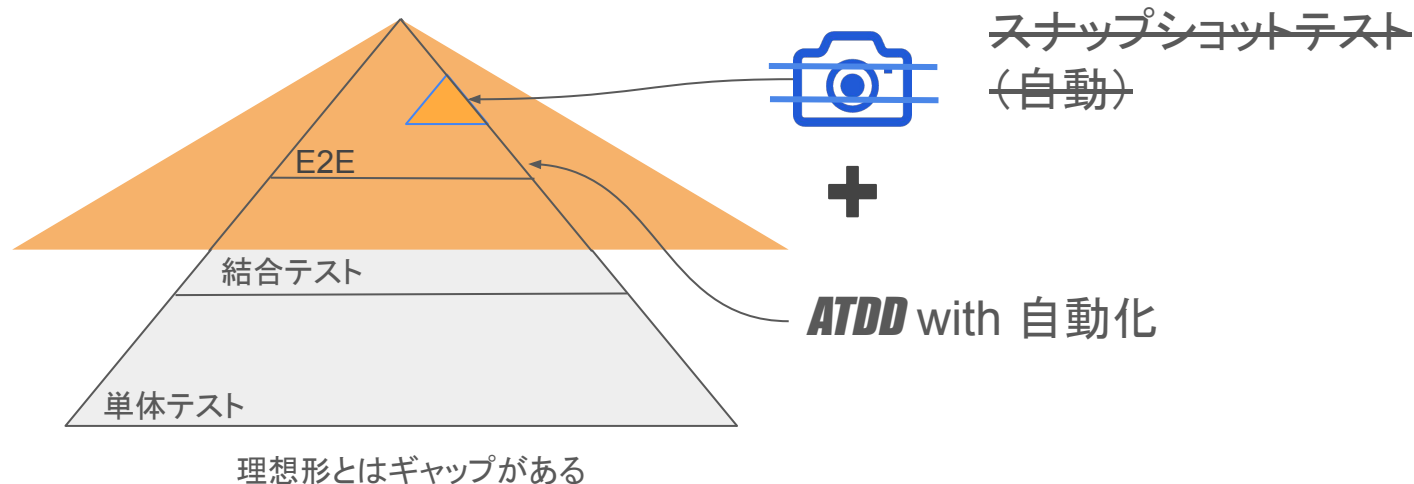 スナップショットテスト
（自動）
E2E
結合テスト
ATDD with 自動化
単体テスト
理想形とはギャップがある